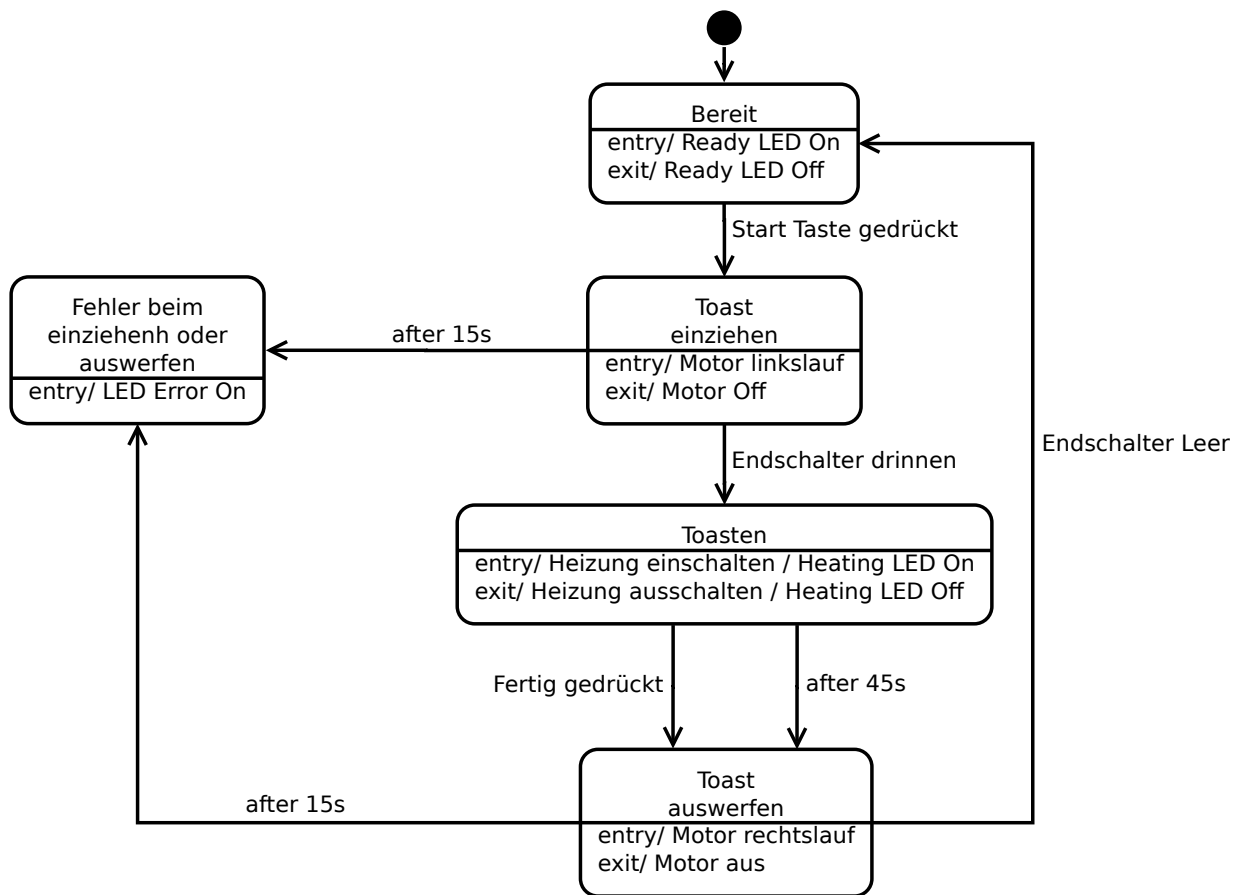 Bereit
entry/ Ready LED On
exit/ Ready LED Off
Start Taste gedrückt
Fehler beim
einziehenh oder
auswerfen
entry/ LED Error On
after 15s
Toast
einziehen
entry/ Motor linkslauf
exit/ Motor Off
Endschalter Leer
Endschalter drinnen
Toasten
entry/ Heizung einschalten / Heating LED On
exit/ Heizung ausschalten / Heating LED Off
Fertig gedrückt
after 45s
Toast
auswerfen
entry/ Motor rechtslauf
exit/ Motor aus
after 15s